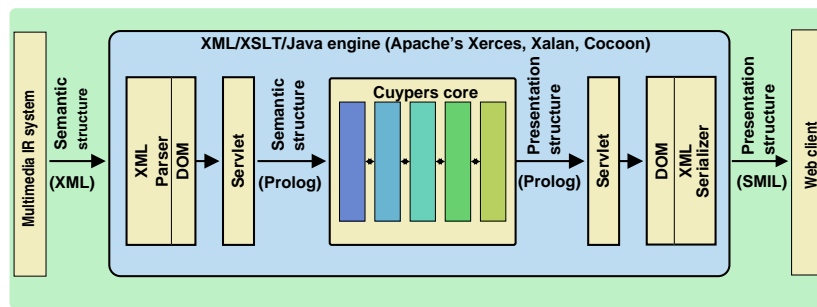 XML/XSLT/Java engine (Apache's Xerces, Xalan, Cocoon)
Multimedia IR system
Semantic
structure
(XML)
XML
Parser
DOM
Servlet
Semantic
structure
(Prolog)
Cuypers core
Presentation
structure
(Prolog)
Servlet
DOM
XML
Serializer
Presentation
structure
(SMIL)
Web client